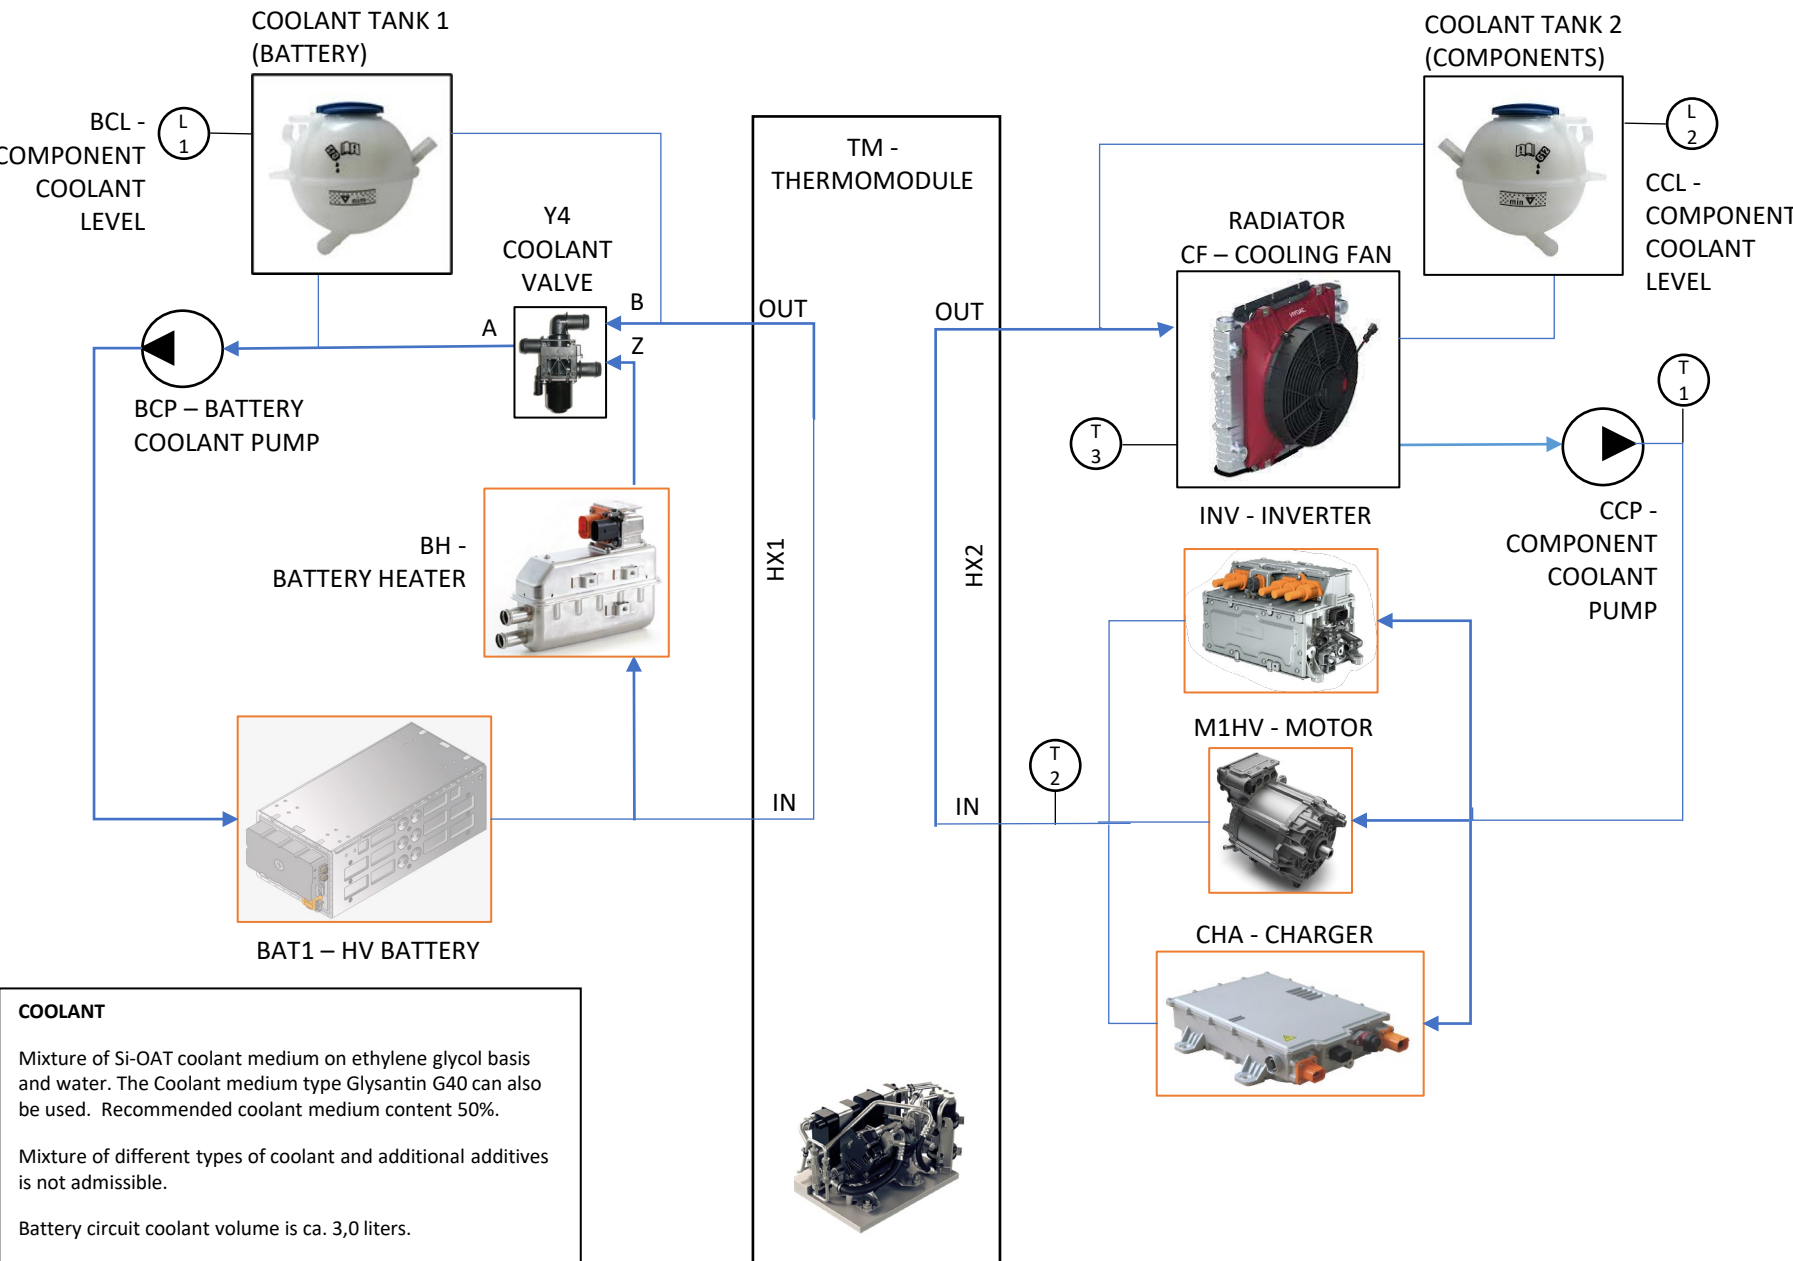 COOLANT TANK 1
(BATTERY)
COOLANT TANK 2
(COMPONENTS)
BCL -
COMPONENT
COOLANT
LEVEL
L
1
TM -
THERMOMODULE
L
2
CCL -
COMPONENT
COOLANT
LEVEL
min
min
Y4
COOLANT
VALVE
RADIATOR
CF – COOLING FAN
A
B
Z
OUT
OUT
HYDAC
BCP – BATTERY
COOLANT PUMP
T
3
T
1
CCP -
COMPONENT
COOLANT
PUMP
BH -
BATTERY HEATER
HX1
HX2
INV - INVERTER
M1HV - MOTOR
T
2
IN
IN
BAT1 – HV BATTERY
CHA - CHARGER
COOLANT
Mixture of Si-OAT coolant medium on ethylene glycol basis
and water. The Coolant medium type Glysantin G40 can also
be used.  Recommended coolant medium content 50%.
Mixture of different types of coolant and additional additives
is not admissible.
Battery circuit coolant volume is ca. 3,0 liters.